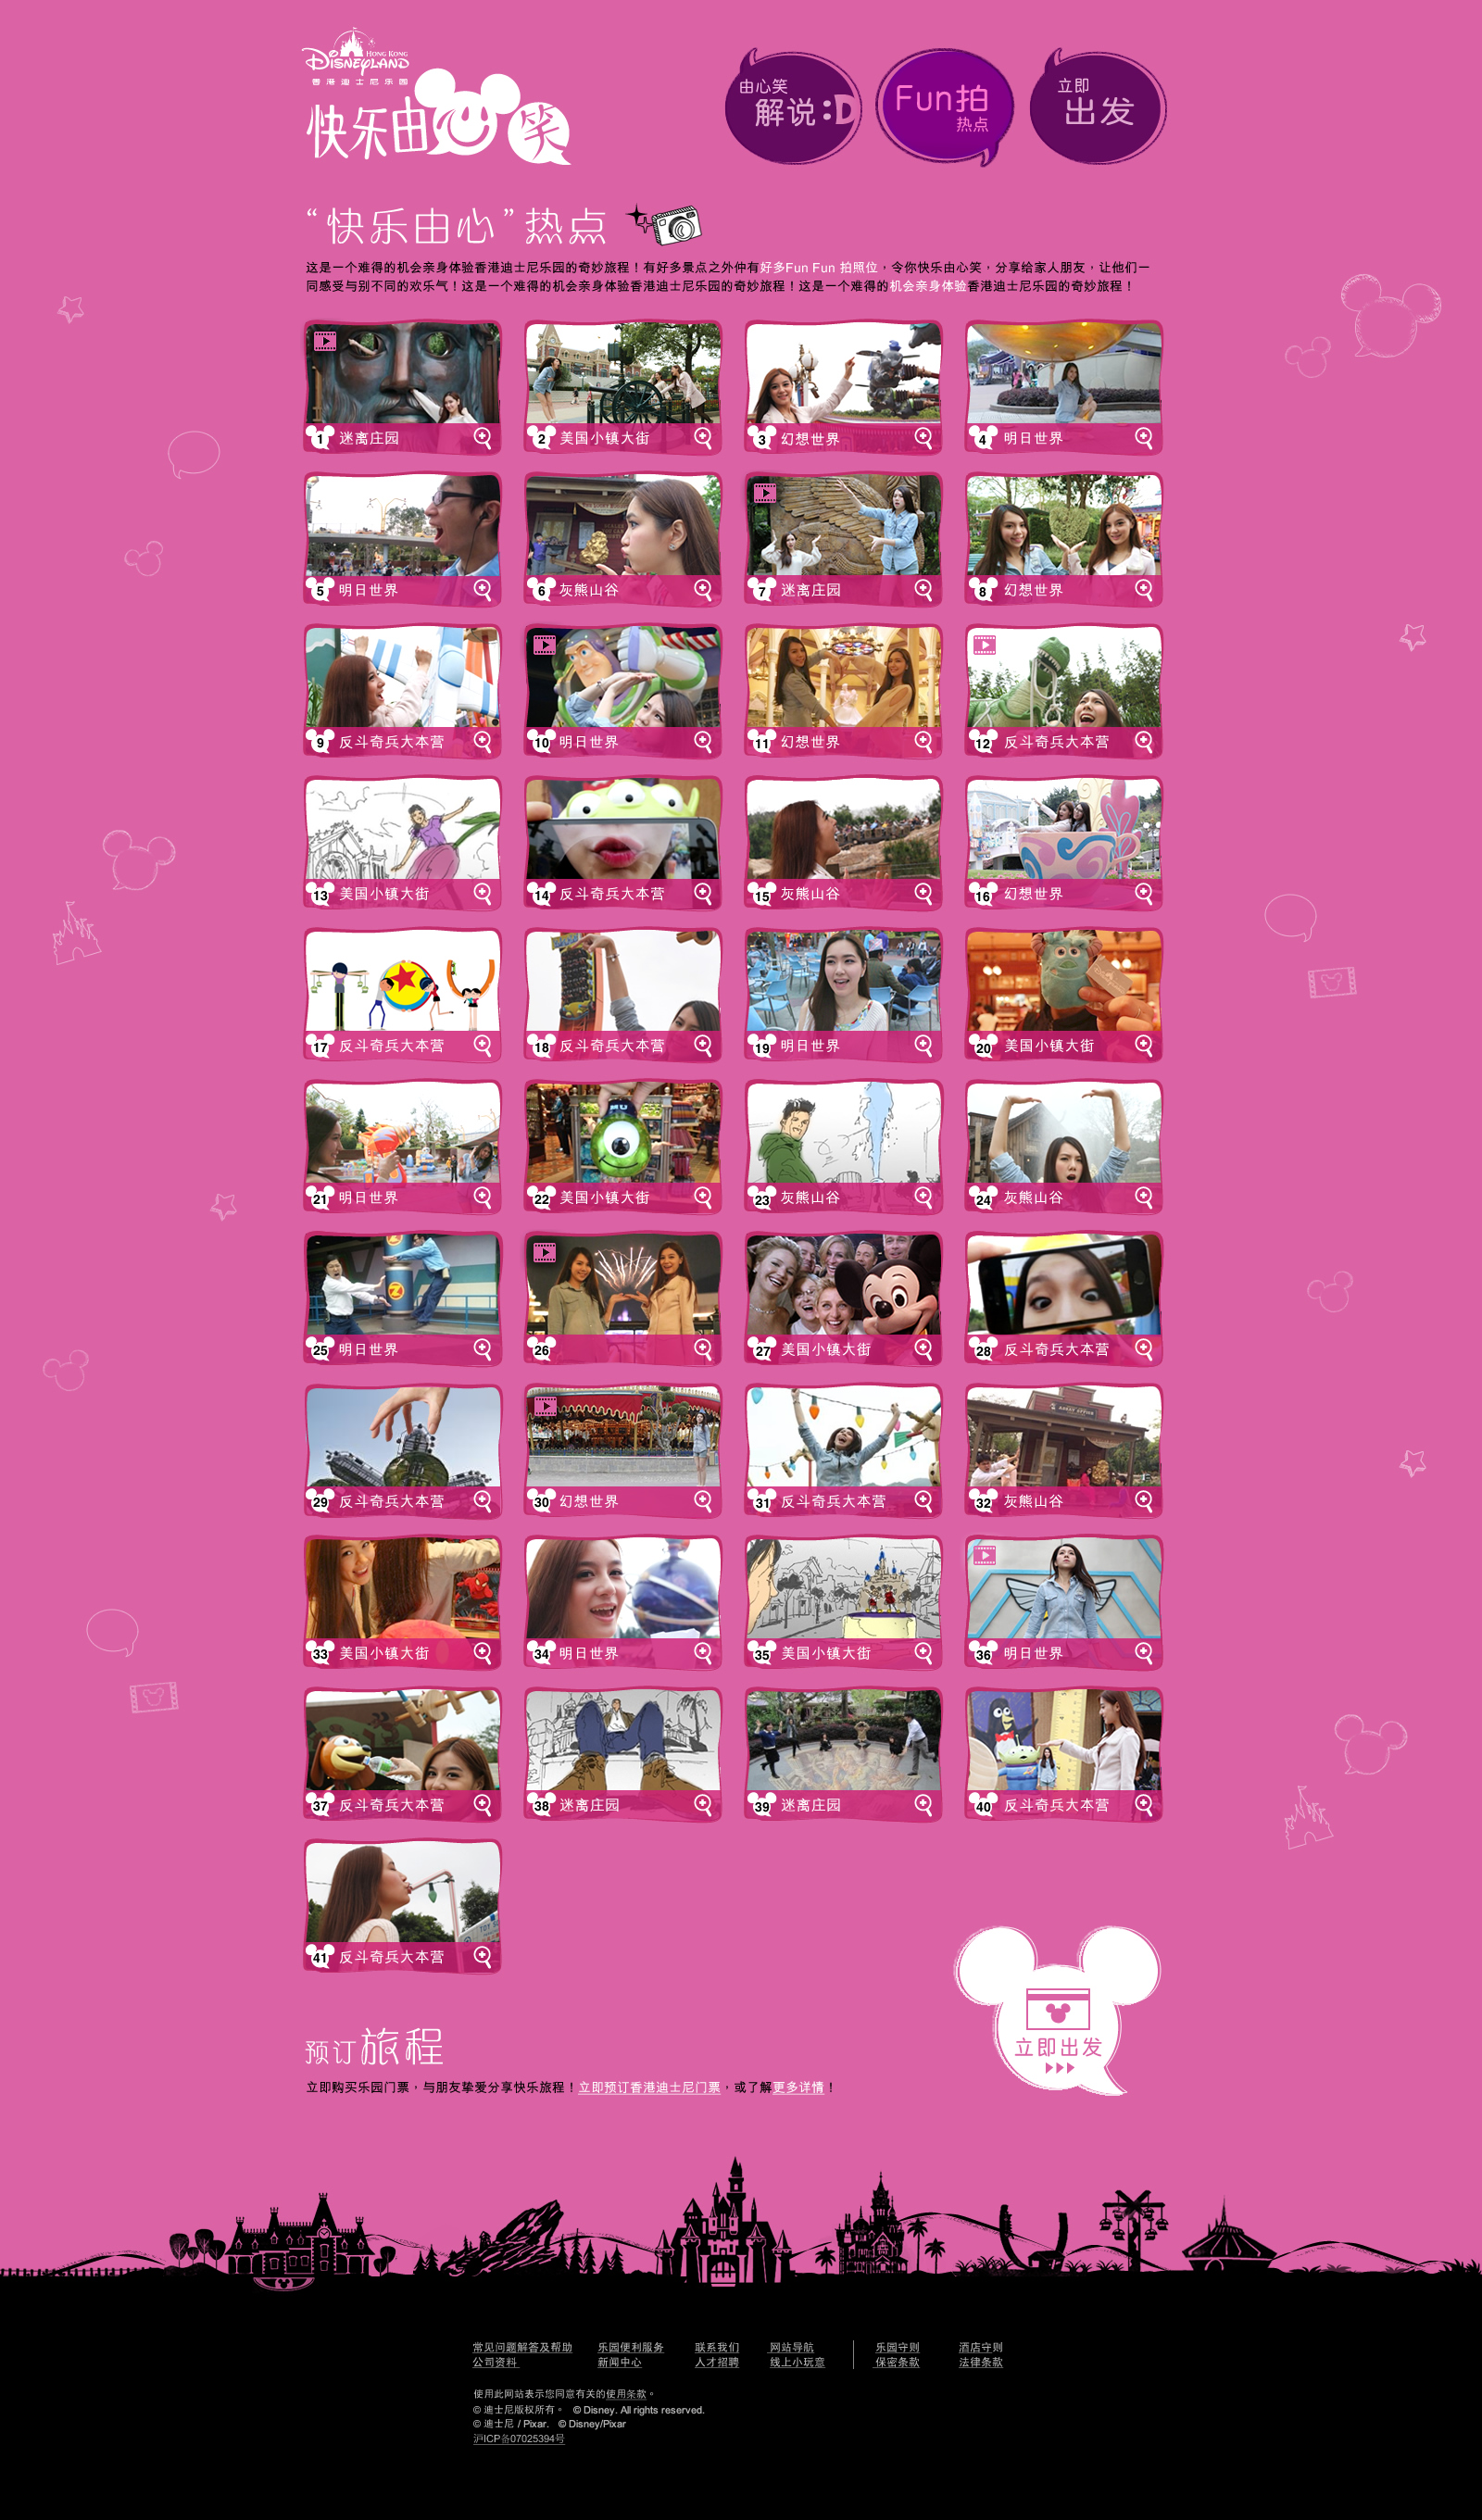 HONG KONG
Disneyland
香港迪士尼乐园
快乐由心笑
由心笑
解说:D
Fun拍
热点
立即
出发
“快乐由心”热点
这是一个难得的机会亲身体验香港迪士尼乐园的奇妙旅程！有好多景点之外仲有好多Fun Fun 拍照位，令你快乐由心笑，分享给家人朋友，让他们一
同感受与别不同的欢乐气！这是一个难得的机会亲身体验香港迪士尼乐园的奇妙旅程！这是一个难得的机会亲身体验香港迪士尼乐园的奇妙旅程！
1 迷离庄园
2 美国小镇大街
3 幻想世界
4 明日世界
5 明日世界
6 灰熊山谷
7 迷离庄园
8 幻想世界
9 反斗奇兵大本营
10 明日世界
11 幻想世界
12 反斗奇兵大本营
13 美国小镇大街
14 反斗奇兵大本营
15 灰熊山谷
16 幻想世界
17 反斗奇兵大本营
18 反斗奇兵大本营
19 明日世界
20 美国小镇大街
21 明日世界
22 美国小镇大街
23 灰熊山谷
24 灰熊山谷
25 明日世界
26
27 美国小镇大街
28 反斗奇兵大本营
29 反斗奇兵大本营
30 幻想世界
31 反斗奇兵大本营
32 灰熊山谷
33 美国小镇大街
34 明日世界
35 美国小镇大街
36 明日世界
37 反斗奇兵大本营
38 迷离庄园
39 迷离庄园
40 反斗奇兵大本营
41 反斗奇兵大本营
立即出发
预订旅程
立即购买乐园门票，与朋友挚爱分享快乐旅程！立即预订香港迪士尼门票，或了解更多详情！
常见问题解答及帮助 乐园便利服务 联系我们 网站导航 乐园守则 酒店守则
公司资料 新闻中心 人才招聘 线上小玩意 保密条款 法律条款
使用此网站表示您同意有关的使用条款。
© 迪士尼版权所有。 © Disney. All rights reserved.
© 迪士尼 / Pixar. © Disney/Pixar
沪ICP备07025394号